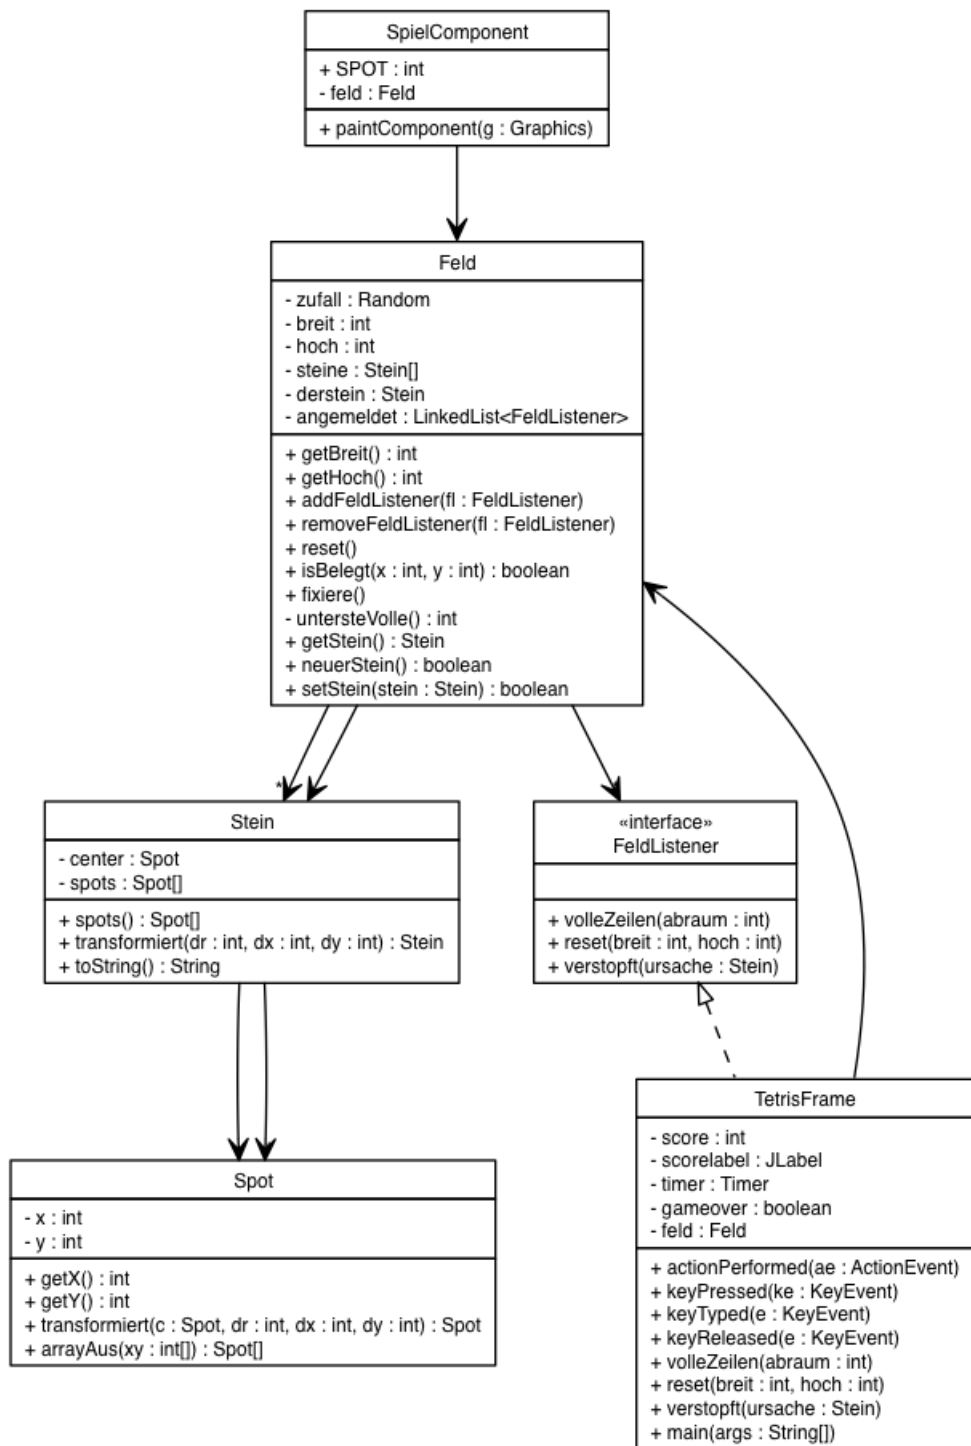 SpielComponent
+ SPOT : int
- feld : Feld
+ paintComponent(g : Graphics)
Feld
- zufall : Random
- breit : int
- hoch : int
- steine : Stein[]
- derstein : Stein
- angemeldet : LinkedList<FeldListener>
+ getBreit() : int
+ getHoch() : int
+ addFeldListener(fl : FeldListener)
+ removeFeldListener(fl : FeldListener)
+ reset()
+ isBelegt(x : int, y : int) : boolean
+ fixiere()
- untersteVolle() : int
+ getStein() : Stein
+ neuerStein() : boolean
+ setStein(stein : Stein) : boolean
*
Stein
- center : Spot
- spots : Spot[]
+ spots() : Spot[]
+ transformiert(dr : int, dx : int, dy : int) : Stein
+ toString() : String
«interface»
FeldListener
+ volleZeilen(abraum : int)
+ reset(breit : int, hoch : int)
+ verstopft(ursache : Stein)
Spot
- x : int
- y : int
+ getX() : int
+ getY() : int
+ transformiert(c : Spot, dr : int, dx : int, dy : int) : Spot
+ arrayAus(xy : int[]) : Spot[]
TetrisFrame
- score : int
- scorelabel : JLabel
- timer : Timer
- gameover : boolean
- feld : Feld
+ actionPerformed(ae : ActionEvent)
+ keyPressed(ke : KeyEvent)
+ keyTyped(e : KeyEvent)
+ keyReleased(e : KeyEvent)
+ volleZeilen(abraum : int)
+ reset(breit : int, hoch : int)
+ verstopft(ursache : Stein)
+ main(args : String[])